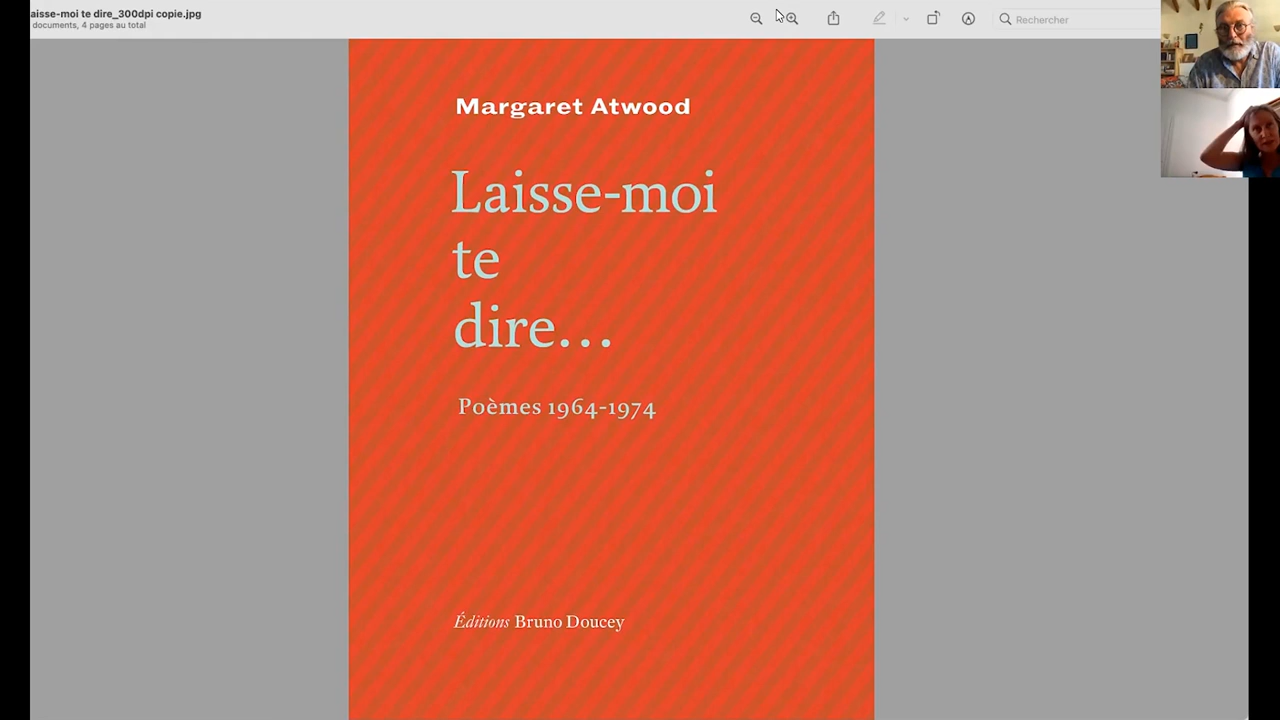 aisse-moi te dire_300dpi copie.jpg
documents, 4 pages au total
Rechercher
Margaret Atwood
Laisse-moi
te
dire...
Poèmes 1964-1974
Éditions Bruno Doucey